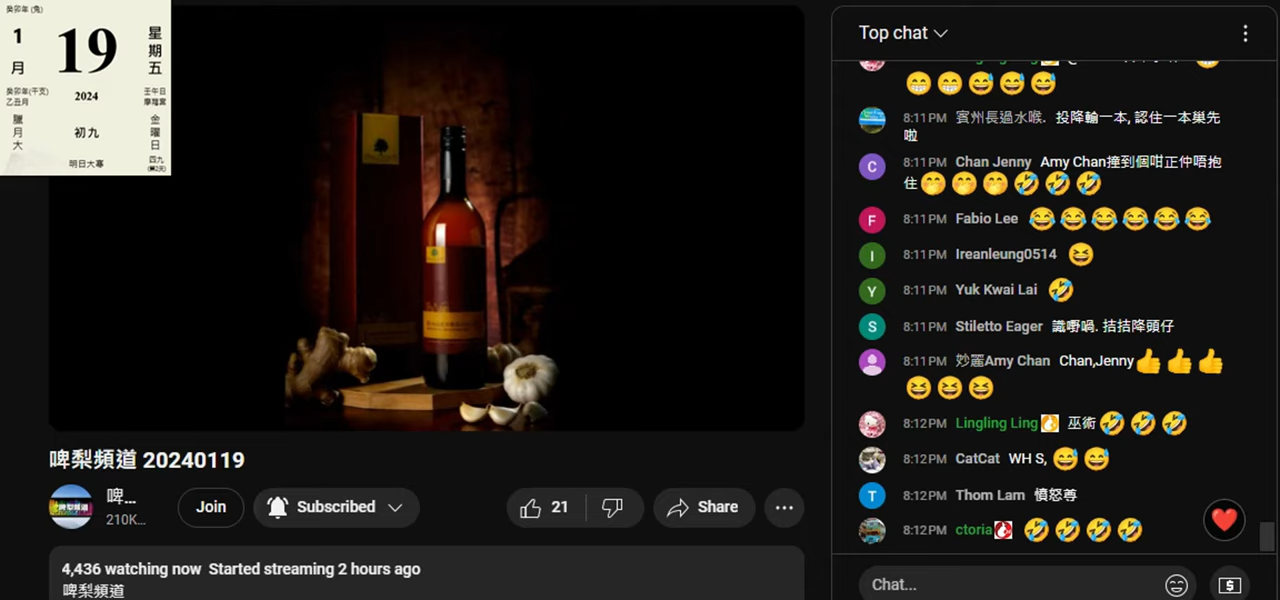 癸卯年 (兔)
1
月
19
星
期
五
癸卯年(干支)
乙丑月
2024
壬午日
臘
月
大
初九
金
曜
日
明日大寒
四九
Top chat
8:11 PM 賓州長過水喉. 投降輸一本, 認住一本巢先
啦
8:11 PM Chan Jenny Amy Chan撞到個咁正仲唔抱
住🤭🤭🤭🤣🤣🤣
8:11 PM Fabio Lee 😂😂😂😂😂😂
8:11 PM Ireanleung0514 😆
8:11 PM Yuk Kwai Lai 🤣
8:11 PM Stiletto Eager 識嘢喎. 拮拮降頭仔
8:11 PM 妙麗Amy Chan Chan,Jenny👍👍👍
😆😆😆
8:12 PM Lingling Ling 巫術🤣🤣🤣
8:12 PM CatCat WH S, 😅😅
8:12 PM Thom Lam 憤怒尊
8:12 PM ctoria 🤣🤣🤣🤣
Chat...
啤梨頻道 20240119
啤...
210K...
Join
Subscribed
21
Share
4,436 watching now Started streaming 2 hours ago
啤梨頻道